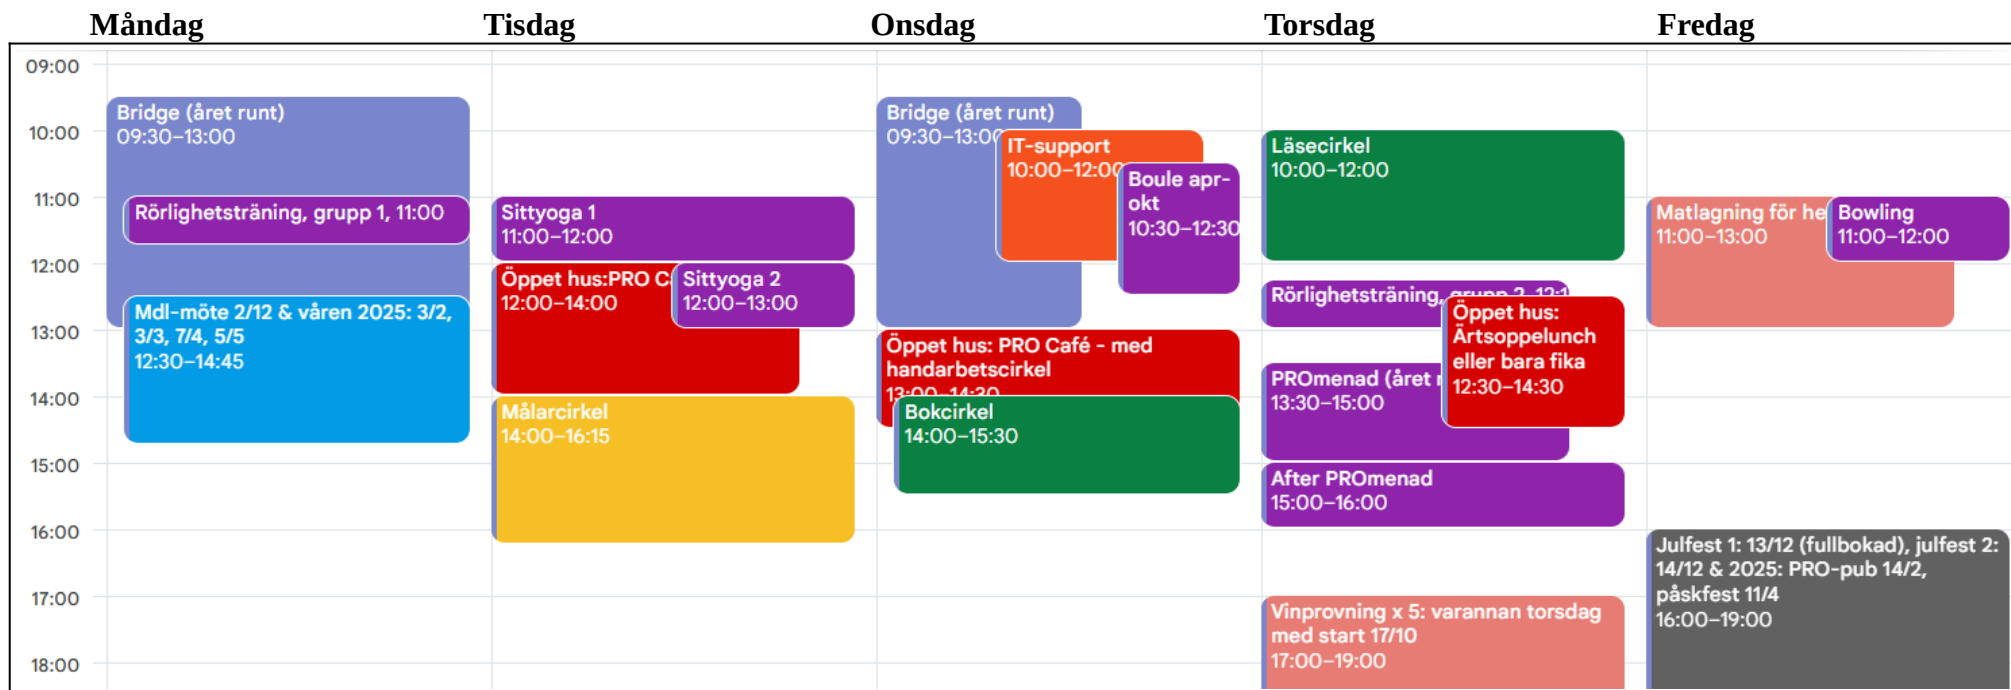 Måndag Tisdag Onsdag Torsdag Fredag
09:00
10:00
11:00
12:00
13:00
14:00
15:00
16:00
17:00
18:00
Bridge (året runt)
09:30–13:00
Rörlighetsträning, grupp 1, 11:00
Mdl-möte 2/12 & våren 2025: 3/2,
3/3, 7/4, 5/5
12:30–14:45
Sittyoga 1
11:00–12:00
Öppet hus:PRO C
12:00–14:00
Sittyoga 2
12:00–13:00
Målarcirkel
14:00–16:15
Bridge (året runt)
09:30–13:00
IT-support
10:00–12:00
Boule apr-
okt
10:30–12:30
Öppet hus: PRO Café - med
handarbetscirkel
13:00–14:30
Bokcirkel
14:00–15:30
Läsecirkel
10:00–12:00
Rörlighetsträning, grupp 2, 12:1
Öppet hus:
Ärtsoppelunch
eller bara fika
12:30–14:30
PROmenad (året
13:30–15:00
After PROmenad
15:00–16:00
Vinprovning x 5: varannan torsdag
med start 17/10
17:00–19:00
Matlagning för he
11:00–13:00
Bowling
11:00–12:00
Julfest 1: 13/12 (fullbokad), julfest 2:
14/12 & 2025: PRO-pub 14/2,
påskfest 11/4
16:00–19:00